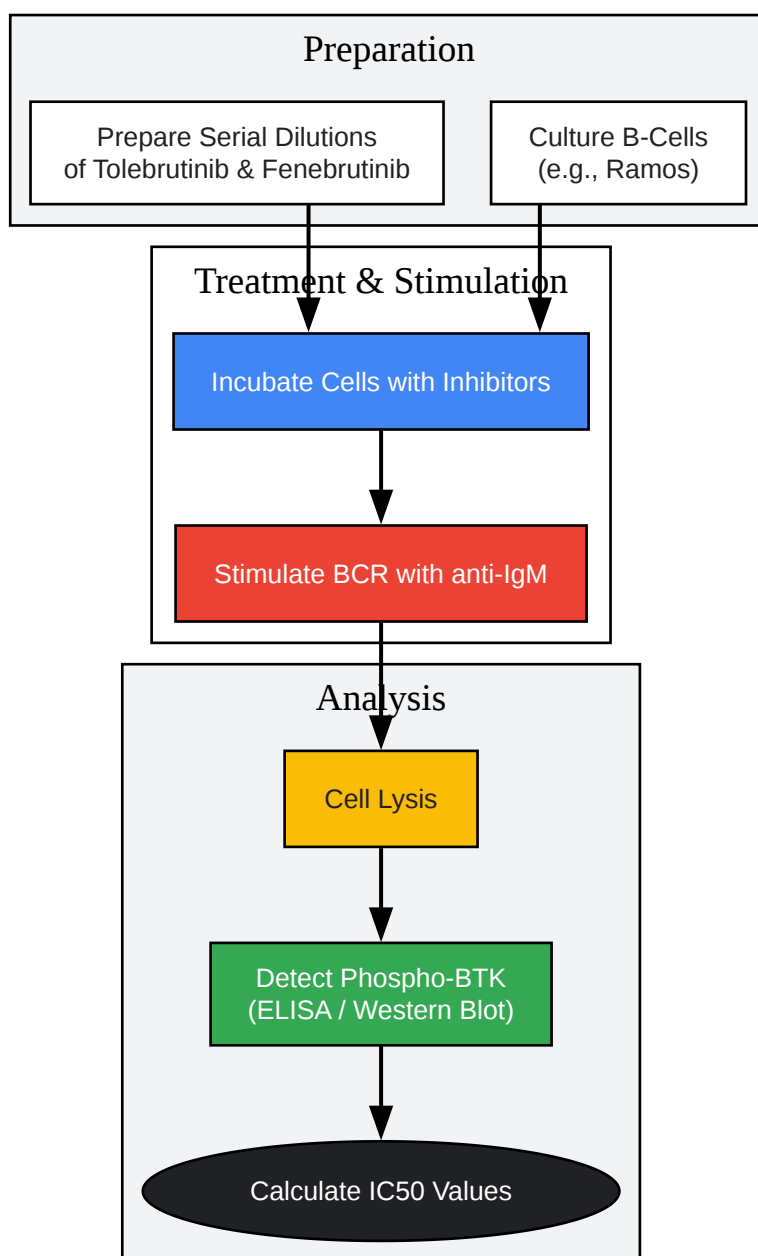 Preparation
Prepare Serial Dilutions
of Tolebrutinib & Fenebrutinib
Culture B-Cells
(e.g., Ramos)
Treatment & Stimulation
Incubate Cells with Inhibitors
Stimulate BCR with anti-IgM
Analysis
Cell Lysis
Detect Phospho-BTK
(ELISA / Western Blot)
Calculate IC50 Values